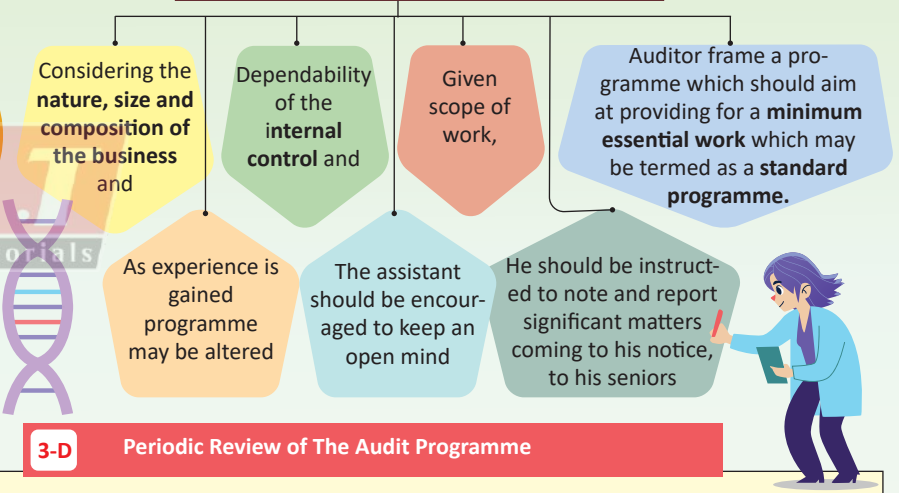 Considering the
nature, size and
composition of
the business
and
Dependability
of the
internal
control and
Given
scope of
work,
Auditor frame a pro-
gramme which should aim
at providing for a minimum
essential work which may
be termed as a standard
programme.
As experience is
gained
programme
may be altered
The assistant
should be encour-
aged to keep an
open mind
He should be instruct-
ed to note and report
significant matters
coming to his notice,
to his seniors
orials
3-D Periodic Review of The Audit Programme